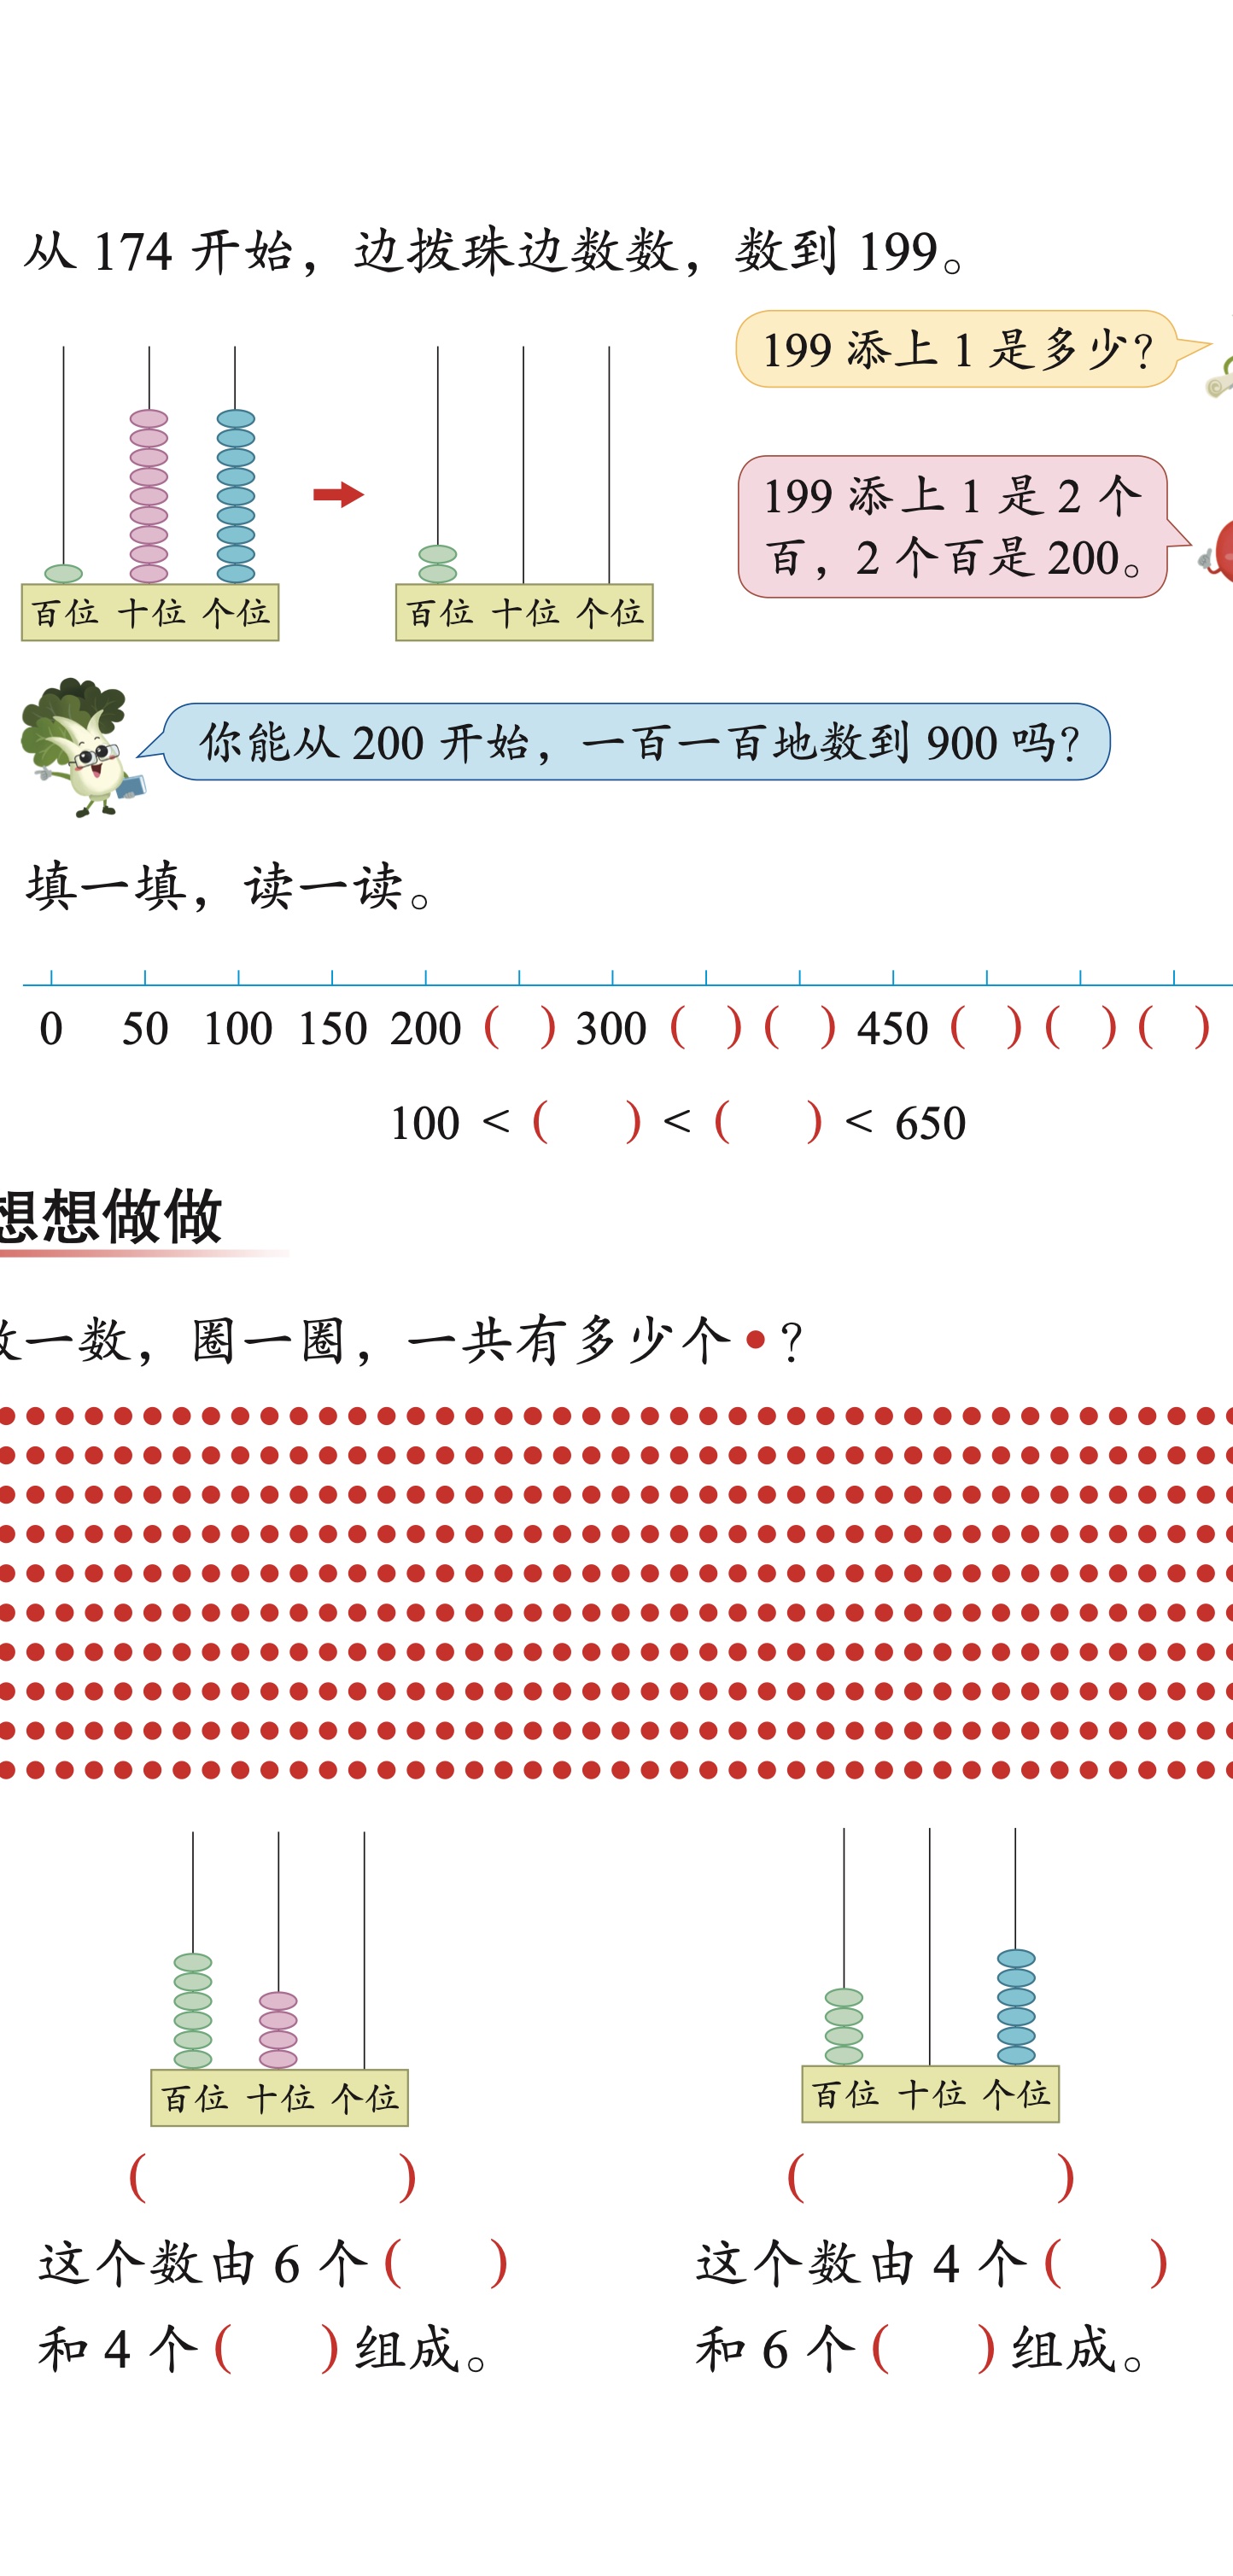 从 174 开始，边拨珠边数数，数到 199。
199 添上 1 是多少？
199 添上 1 是 2 个
百，2 个百是 200。
百位 十位 个位
百位 十位 个位
你能从 200 开始，一百一百地数到 900 吗？
填一填，读一读。
0 50 100 150 200 ( ) 300 ( ) ( ) 450 ( ) ( ) ( )
100 < ( ) < ( ) < 650
想想做做
数一数，圈一圈，一共有多少个 • ？
百位 十位 个位
百位 十位 个位
( )
( )
这个数由 6 个 ( )
和 4 个 ( ) 组成。
这个数由 4 个 ( )
和 6 个 ( ) 组成。